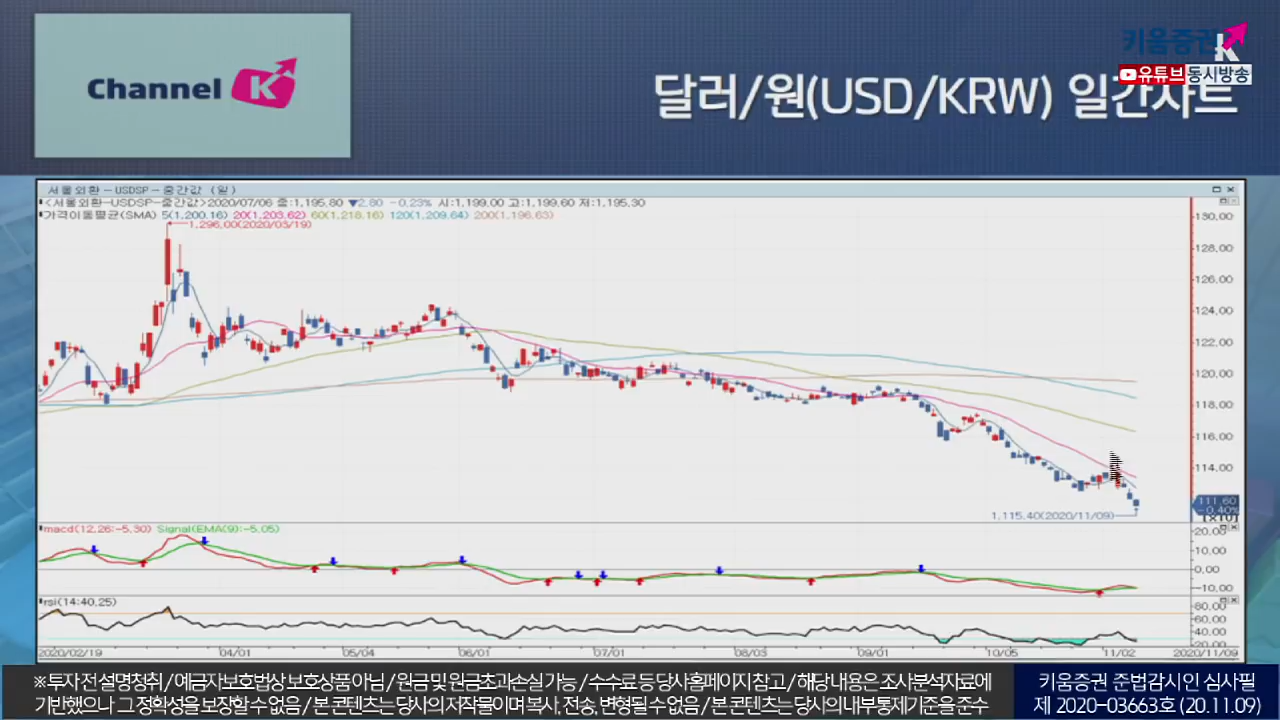 Channel K
키움증권
유튜브 동시방송
달러/원(USD/KRW) 일간차트
서울외환 - USDSP - 중간값 (일)
<서울외환-USDSP-중간값>2020/07/06 종:1,195.80 ▼2.80 -0.23% 시:1,199.00 고:1,199.60 저:1,195.30
가격이동평균(SMA) 5(1,200.16) 20(1,203.62) 60(1,218.16) 120(1,209.64) 200(1,196.63)
1,296.00(2020/03/19)
130.00
128.00
126.00
124.00
122.00
120.00
118.00
116.00
114.00
111.60
-0.40%
(x10)
1,115.40(2020/11/09)
macd(12,26:-5.30) Signal(EMA(9):-5.05)
20.00
10.00
0.00
-10.00
rsi(14:40.25)
80.00
60.00
40.00
20.00
2020/02/19 04/01 05/04 06/01 07/01 08/03 09/01 10/05 11/02 2020/11/09
※ 투자 전 설명청취 / 예금자보호법상 보호상품 아님 / 원금 및 원금초과손실 가능 / 수수료 등 당사홈페이지 참고 / 해당 내용은 조사분석자료에
기반했으나 그 정확성을 보장할 수 없음 / 본 콘텐츠는 당사의 저작물이며 복사, 전송, 변형될 수 없음 / 본 콘텐츠는 당사의 내부통제기준을 준수
키움증권 준법감시인 심사필
제 2020-03663호 (20.11.09)